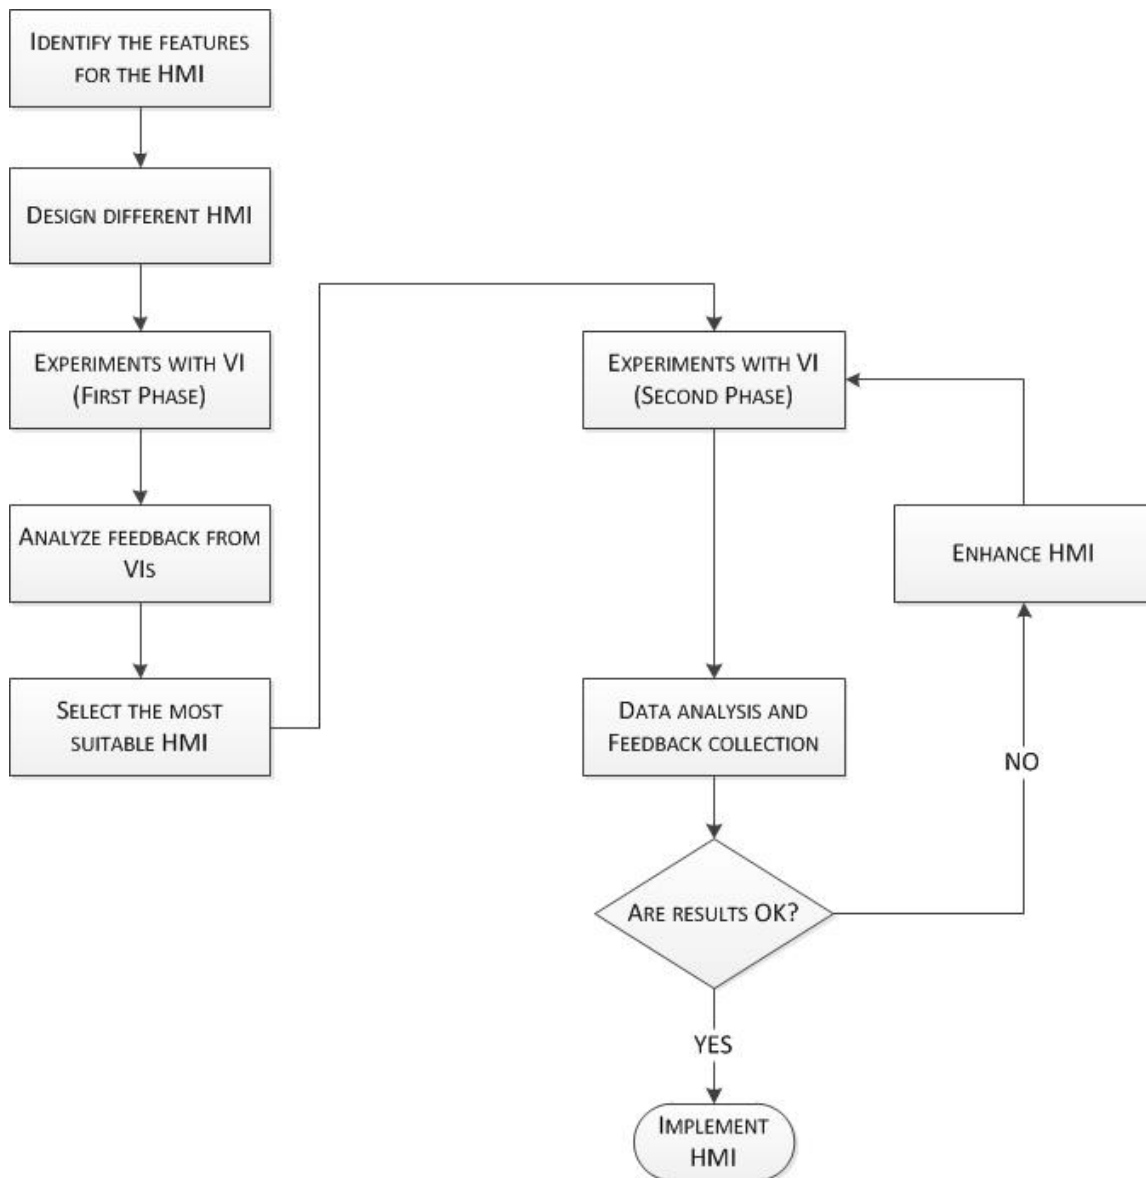 IDENTIFY THE FEATURES
FOR THE HMI
DESIGN DIFFERENT HMI
EXPERIMENTS WITH VI
(FIRST PHASE)
ANALYZE FEEDBACK FROM
VIS
SELECT THE MOST
SUITABLE HMI
EXPERIMENTS WITH VI
(SECOND PHASE)
DATA ANALYSIS AND
FEEDBACK COLLECTION
ARE RESULTS OK?
NO
ENHANCE HMI
YES
IMPLEMENT
HMI